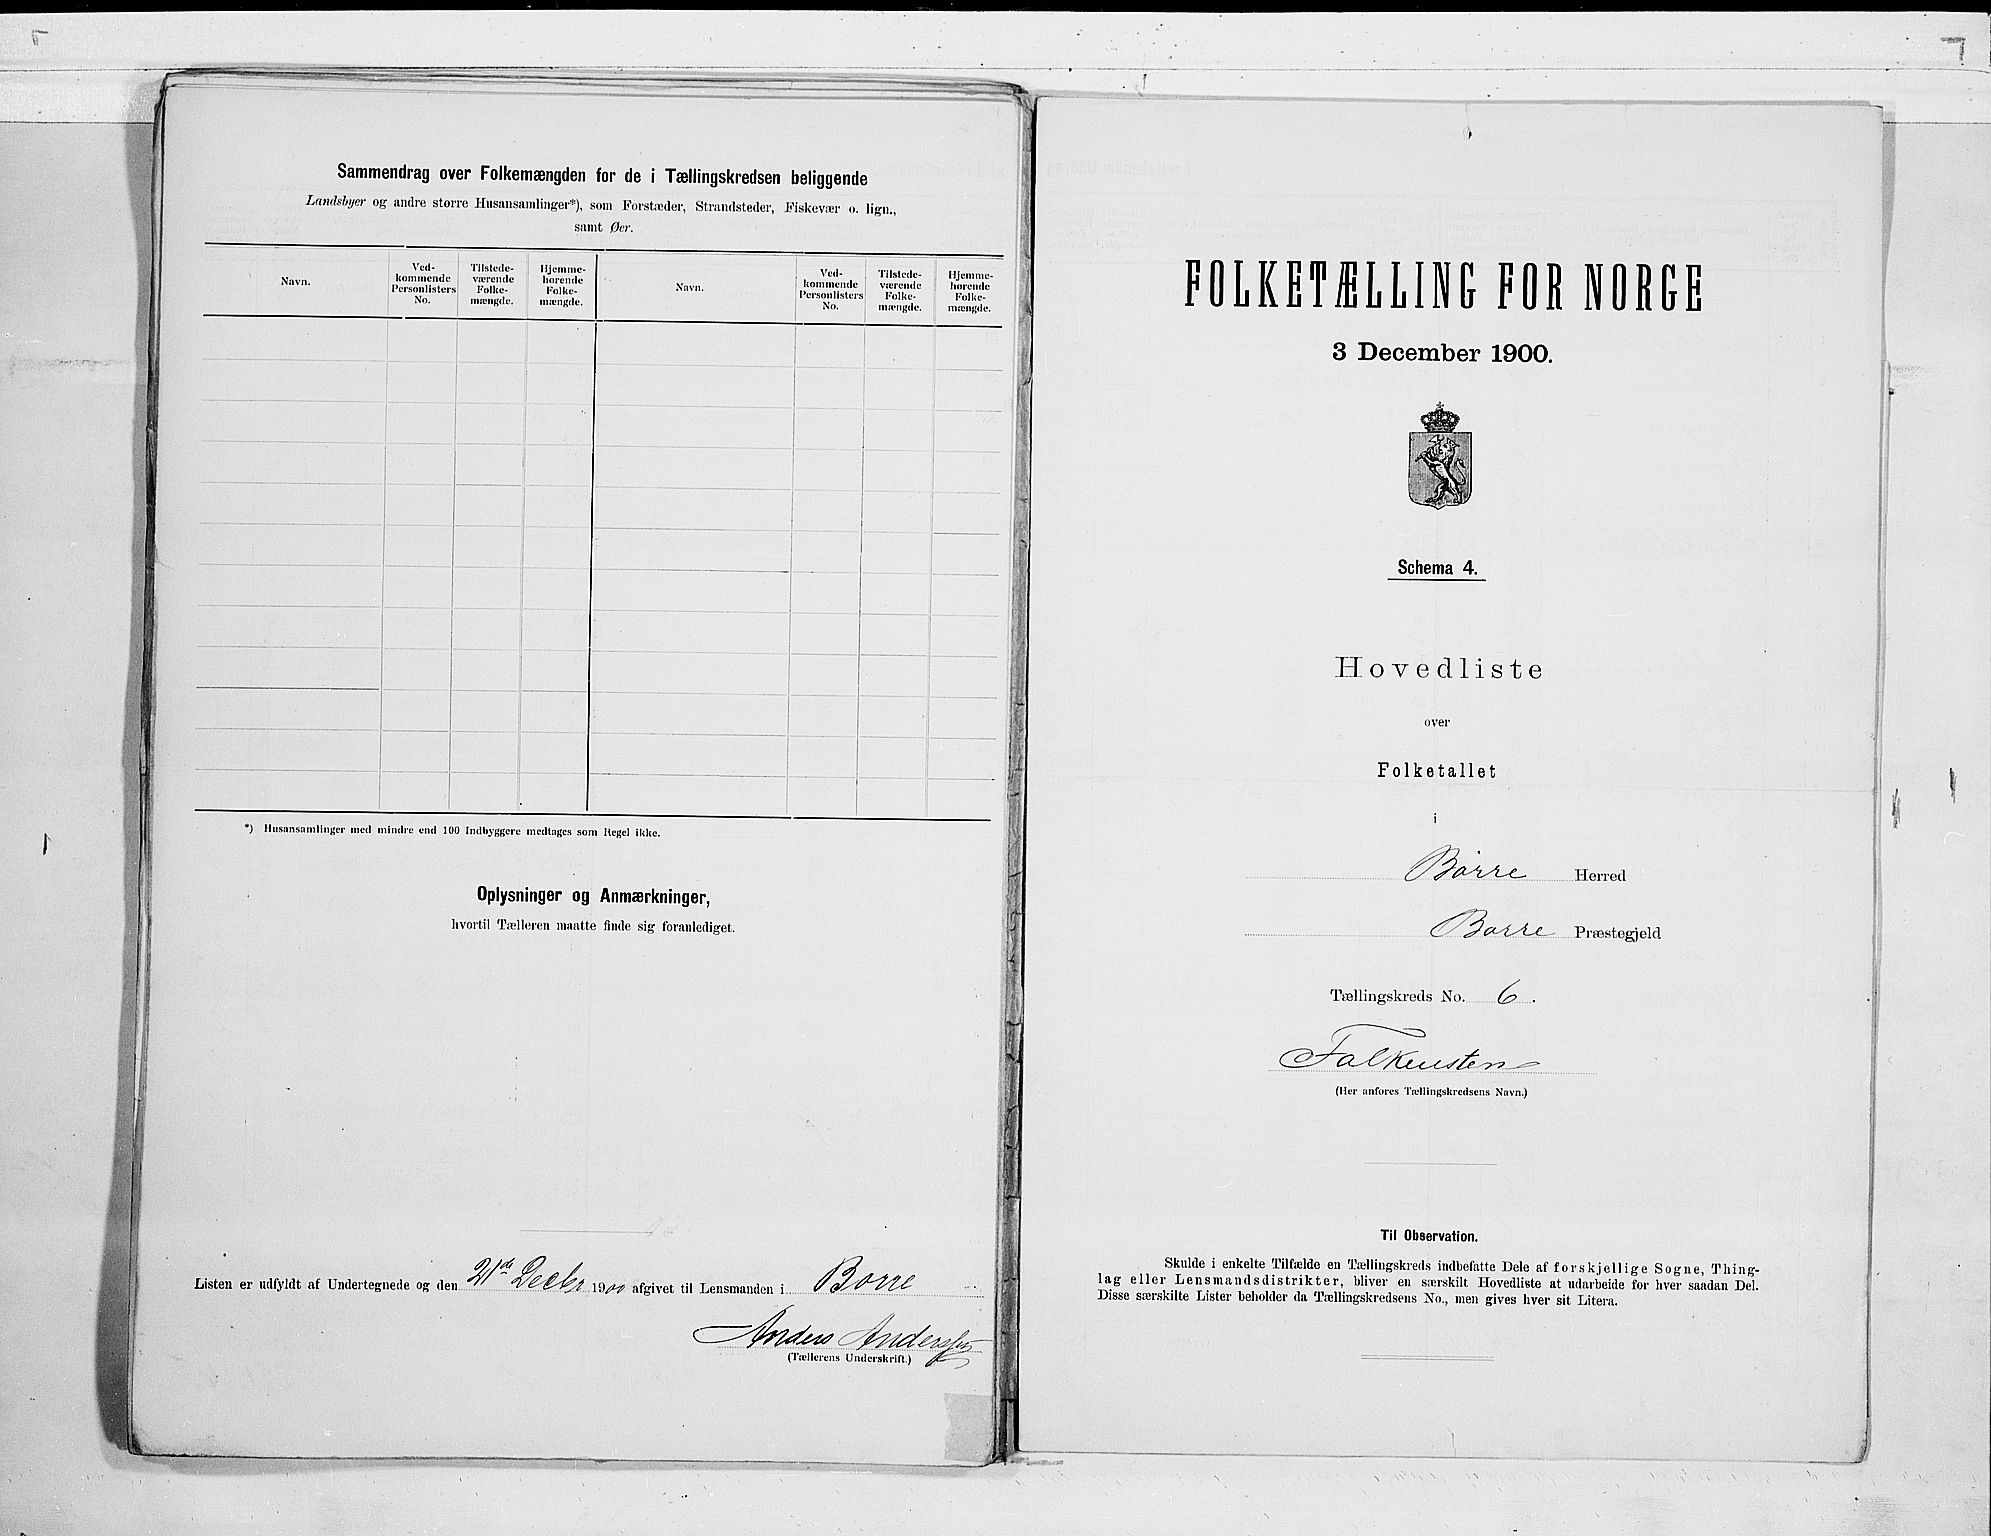 Sammendrag over Folkemængden for de i Tællingskredsen beliggende
Landsbyer og andre større Husansamlinger*), som Forstæder, Strandsteder, Fiskevær o. lign.,
samt Øer.
Navn.
Ved-
kommende
Personlisters
No.
Tilstede-
værende
Folke-
mængde.
Hjemme-
hørende
Folke-
mængde.
Navn.
Ved-
kommende
Personlisters
No.
Tilstede-
værende
Folke-
mængde.
Hjemme-
hørende
Folke-
mængde.
*) Husansamlinger med mindre end 100 Indbyggere medtages som Regel ikke.
Oplysninger og Anmærkninger,
hvortil Tælleren maatte finde sig foranlediget.
Listen er udfyldt af Undertegnede og den 21de Decbr 1900 afgivet til Lensmanden i Borre
Anders Anderssen
(Tællerens Underskrift.)
FOLKETÆLLING FOR NORGE
3 December 1900.
Schema 4.
Hovedliste
over
Folketallet
i
Borre Herred
Borre Præstegjeld
Tællingskreds No. 6.
Falkensten
(Her anføres Tællingskredsens Navn.)
Til Observation.
Skulde i enkelte Tilfælde en Tællingskreds indbefatte Dele af forskjellige Sogne, Thing-
lag eller Lensmandsdistrikter, bliver en særskilt Hovedliste at udarbeide for hver saadan Del.
Disse særskilte Lister beholder da Tællingskredsens No., men gives hver sit Litera.